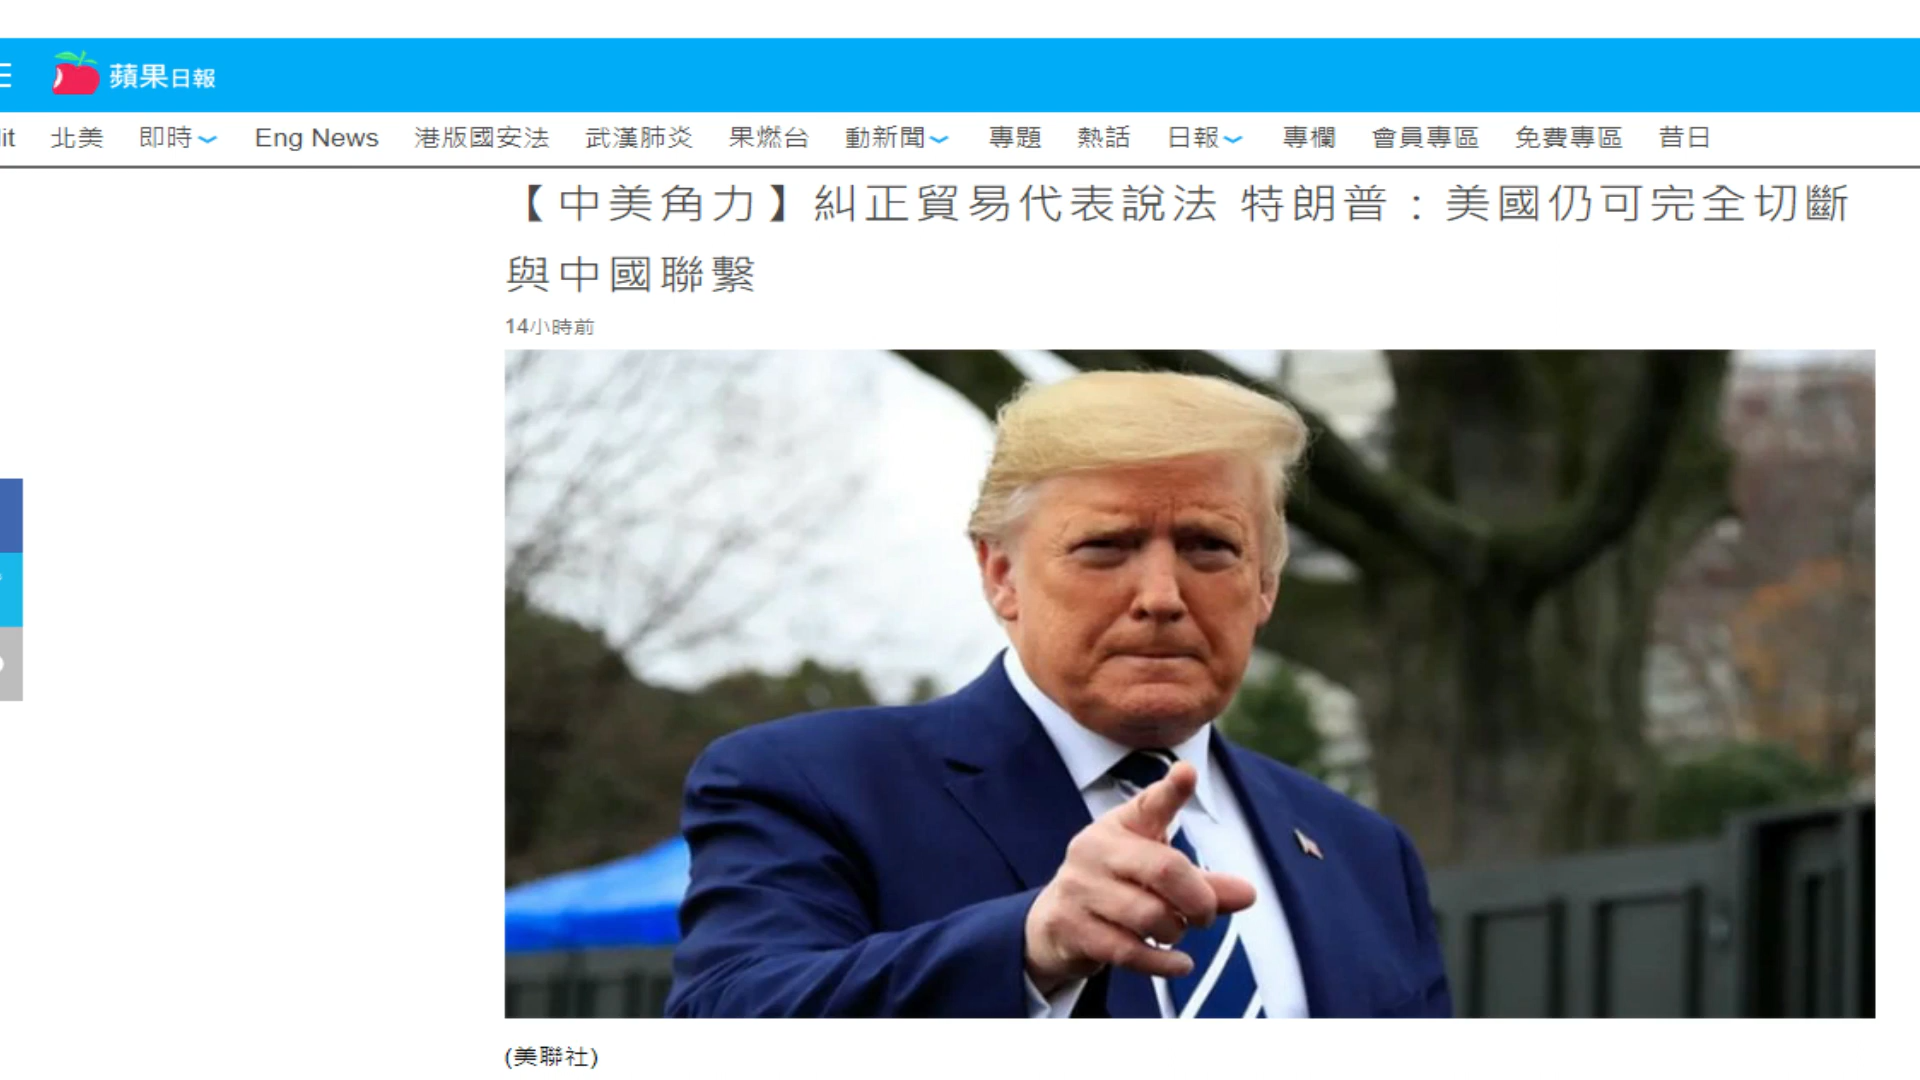 蘋果日報
it 北美 即時 Eng News 港版國安法 武漢肺炎 果燃台 動新聞 專題 熱話 日報 專欄 會員專區 免費專區 昔日
【中美角力】糾正貿易代表說法 特朗普：美國仍可完全切斷
與中國聯繫
14小時前
(美聯社)